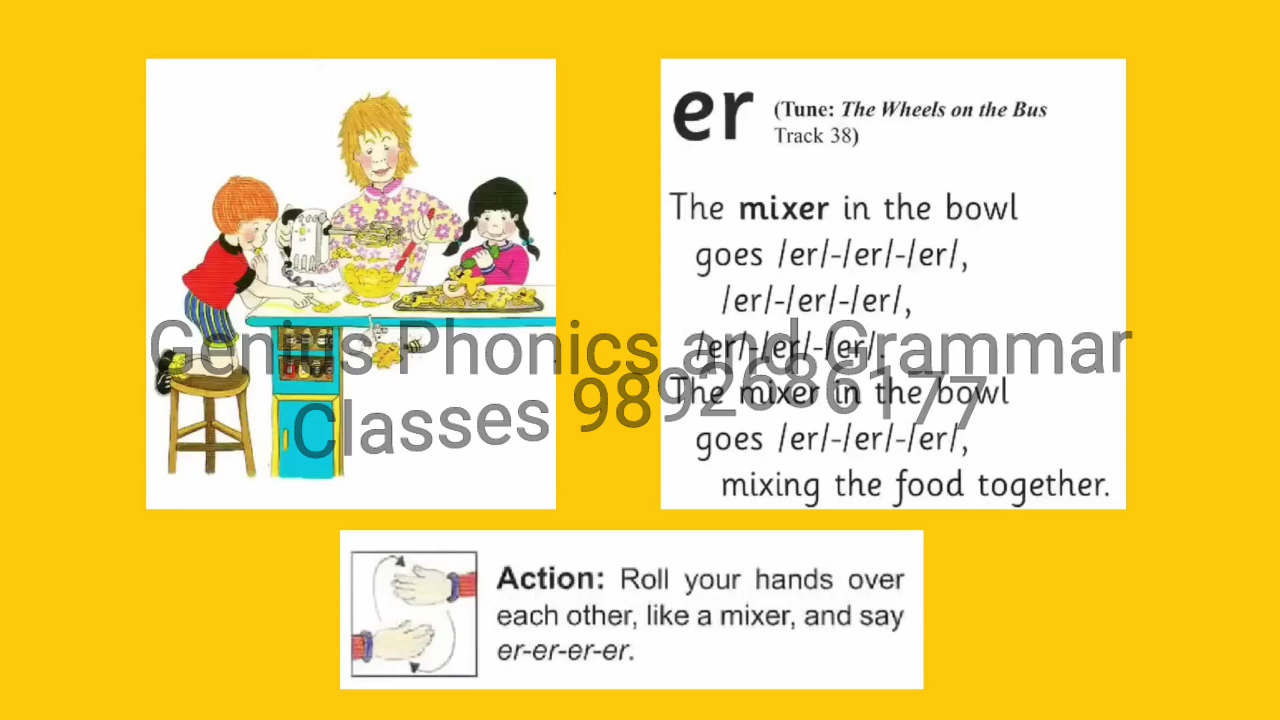 er
(Tune: The Wheels on the Bus
Track 38)
The mixer in the bowl
goes /er/-/er/-/er/,
/er/-/er/-/er/,
/er/-/er/-/er/.
The mixer in the bowl
goes /er/-/er/-/er/,
mixing the food together.
Genius Phonics and Grammar
Classes 9892686177
Action: Roll your hands over
each other, like a mixer, and say
er-er-er-er.